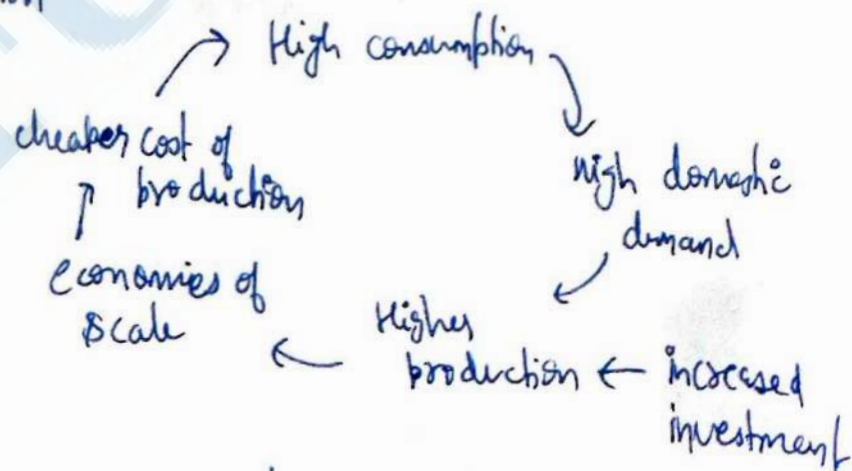 High consumption
cheaper cost of
production
high domestic
demand
economies of
scale
Higher
production
increased
investment